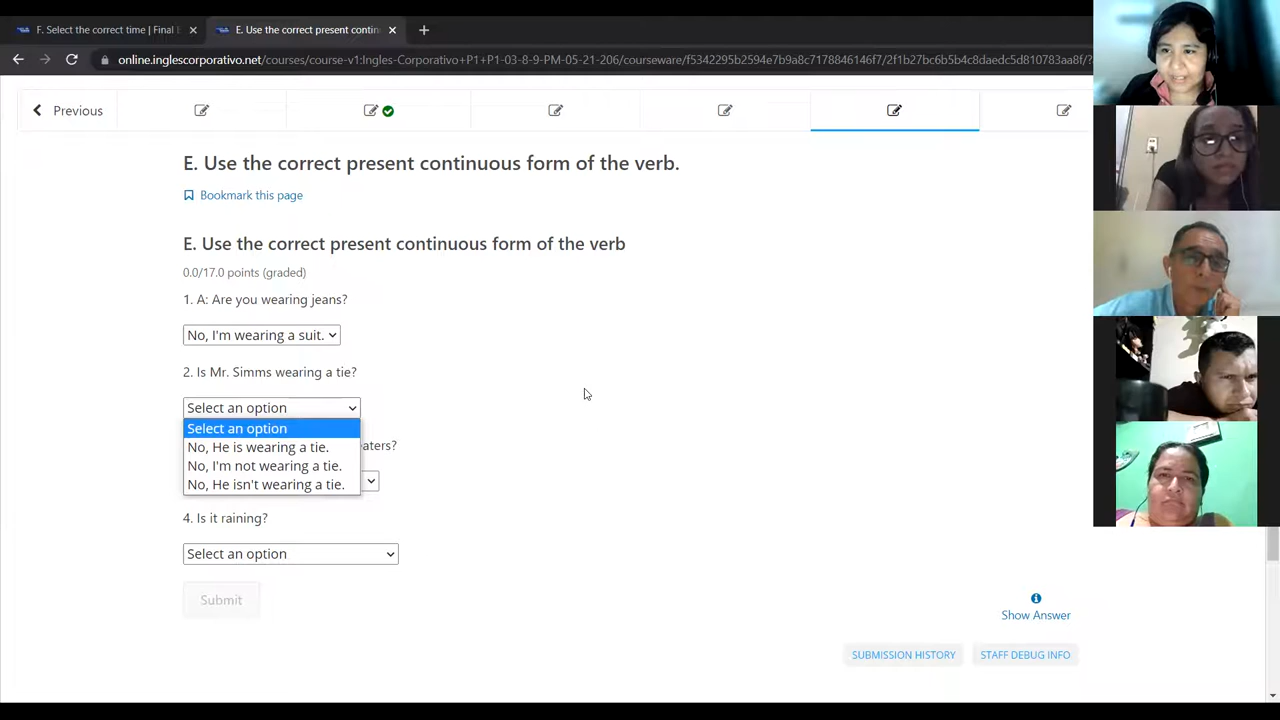 F. Select the correct time | Final E
E. Use the correct present contin
online.inglescorporativo.net/courses/course-v1:Ingles-Corporativo+P1+P1-03-8-9-PM-05-21-206/courseware/f5342295b2594e7b9a8c7178846146f7/2f1b27bc6b5b4c8daedc5d810783aa8f/?
Previous
E. Use the correct present continuous form of the verb.
Bookmark this page
E. Use the correct present continuous form of the verb
0.0/17.0 points (graded)
1. A: Are you wearing jeans?
No, I'm wearing a suit.
2. Is Mr. Simms wearing a tie?
Select an option
Select an option
No, He is wearing a tie.
No, I'm not wearing a tie.
No, He isn't wearing a tie.
aters?
4. Is it raining?
Select an option
Submit
Show Answer
SUBMISSION HISTORY
STAFF DEBUG INFO